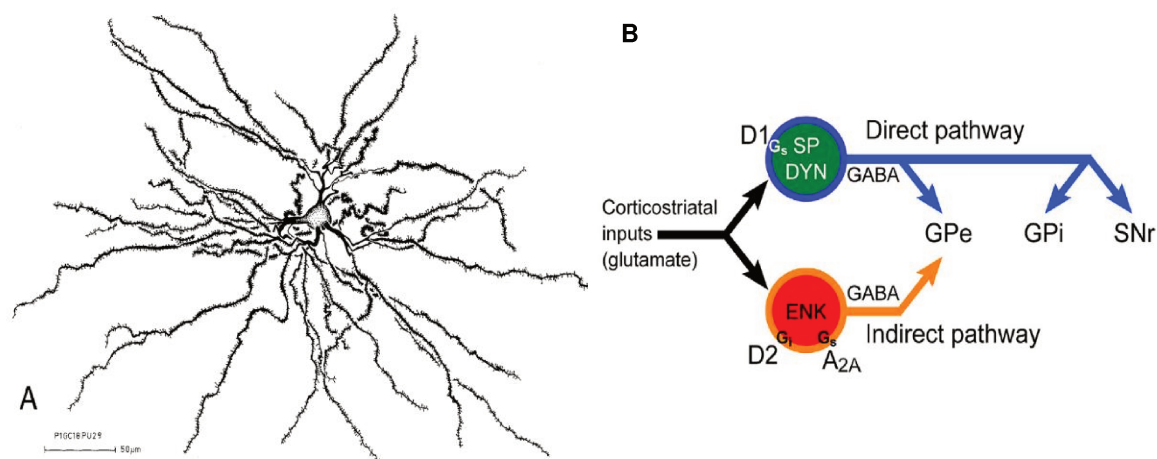 A
P1GC18PU29
50μm
B
D1
Gs
SP
DYN
GABA
Direct pathway
Corticostriatal
inputs
(glutamate)
GPe
GPi
SNr
GABA
ENK
Gi
Gs
D2
A2A
Indirect pathway